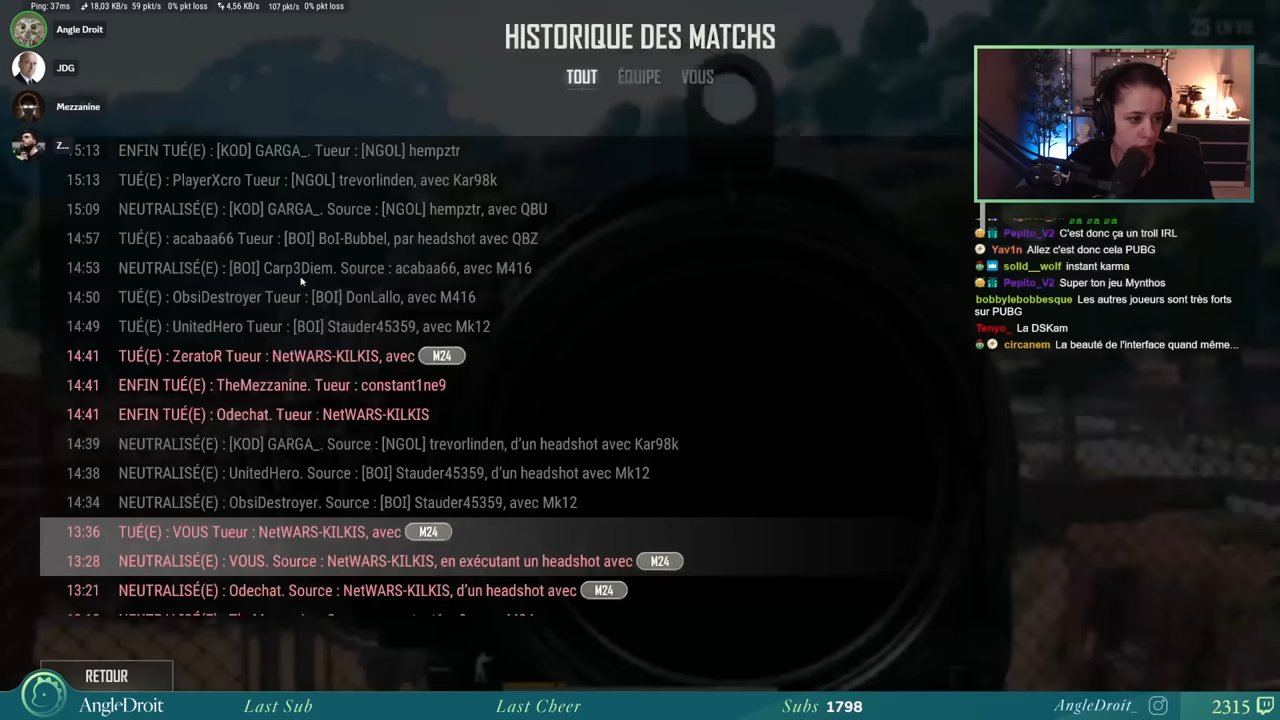 Ping: 37ms 18,03 KB/s 59 pkt/s 0% pkt loss 4,56 KB/s 107 pkt/s 0% pkt loss
Angle Droit
JDG
Mezzanine
Z...
HISTORIQUE DES MATCHS
TOUT ÉQUIPE VOUS
25 EN VIE
15:13 ENFIN TUÉ(E) : [KOD] GARGA_. Tueur : [NGOL] hempztr
15:13 TUÉ(E) : PlayerXcro Tueur : [NGOL] trevorlinden, avec Kar98k
15:09 NEUTRALISÉ(E) : [KOD] GARGA_. Source : [NGOL] hempztr, avec QBU
14:57 TUÉ(E) : acabaa66 Tueur : [BOI] BoI-Bubbel, par headshot avec QBZ
14:53 NEUTRALISÉ(E) : [BOI] Carp3Diem. Source : acabaa66, avec M416
14:50 TUÉ(E) : ObsiDestroyer Tueur : [BOI] DonLallo, avec M416
14:49 TUÉ(E) : UnitedHero Tueur : [BOI] Stauder45359, avec Mk12
14:41 TUÉ(E) : ZeratoR Tueur : NetWARS-KILKIS, avec M24
14:41 ENFIN TUÉ(E) : TheMezzanine. Tueur : constant1ne9
14:41 ENFIN TUÉ(E) : Odechat. Tueur : NetWARS-KILKIS
14:39 NEUTRALISÉ(E) : [KOD] GARGA_. Source : [NGOL] trevorlinden, d'un headshot avec Kar98k
14:38 NEUTRALISÉ(E) : UnitedHero. Source : [BOI] Stauder45359, d'un headshot avec Mk12
14:34 NEUTRALISÉ(E) : ObsiDestroyer. Source : [BOI] Stauder45359, avec Mk12
13:36 TUÉ(E) : VOUS Tueur : NetWARS-KILKIS, avec M24
13:28 NEUTRALISÉ(E) : VOUS. Source : NetWARS-KILKIS, en exécutant un headshot avec M24
13:21 NEUTRALISÉ(E) : Odechat. Source : NetWARS-KILKIS, d'un headshot avec M24
Pepito_V2 C'est donc ça un troll IRL
Yav1n Allez c'est donc cela PUBG
solid__wolf instant karma
Pepito_V2 Super ton jeu Mynthos
bobbylebobbesque Les autres joueurs sont très forts
sur PUBG
Tenyo_ La DSKam
circanem La beauté de l'interface quand même...
RETOUR
AngleDroit
Last Sub
Last Cheer
Subs 1798
AngleDroit_
2315